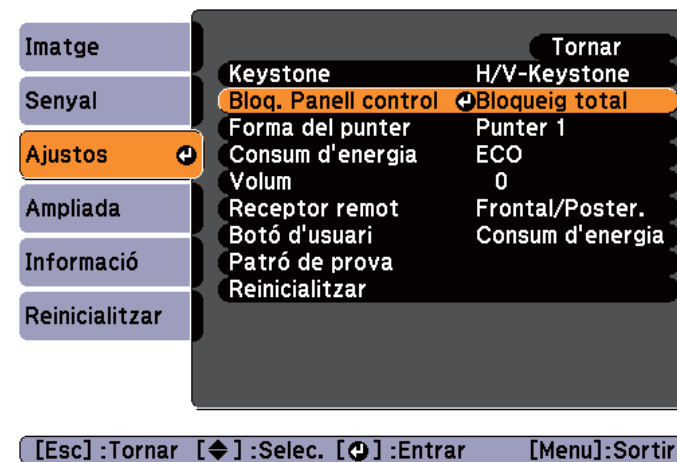 Imatge
Senyal
Ajustos
Ampliada
Informació
Reinicialitzar
Tornar
Keystone H/V-Keystone
Bloq. Panell control Bloqueig total
Forma del punter Punter 1
Consum d'energia ECO
Volum 0
Receptor remot Frontal/Poster.
Botó d'usuari Consum d'energia
Patró de prova
Reinicialitzar
[Esc] :Tornar [◆] :Selec. [⏎] :Entrar [Menu]:Sortir